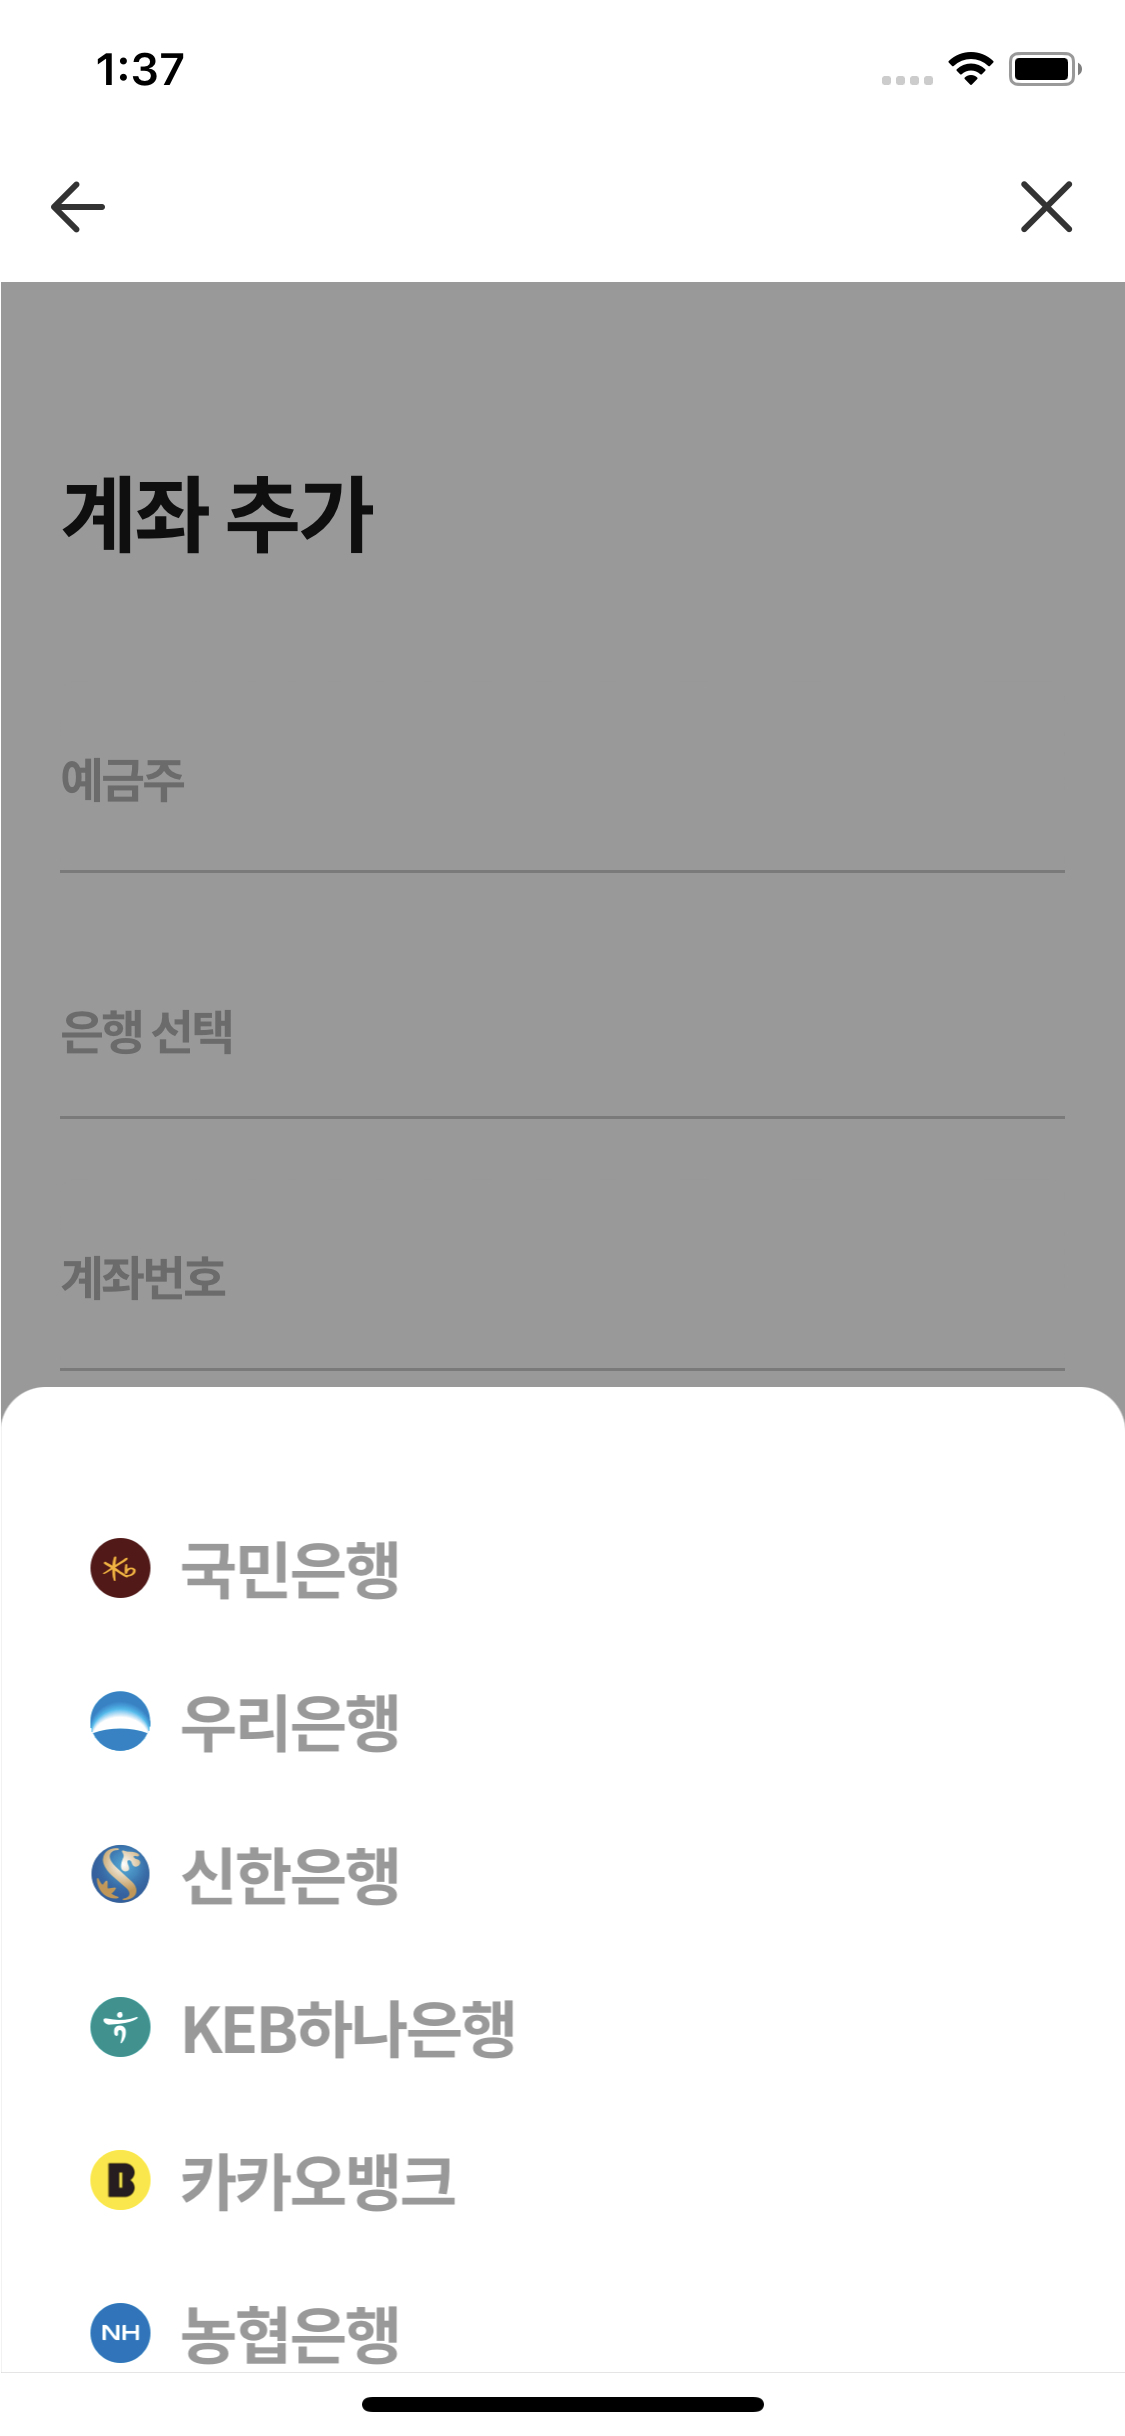 1:37
계좌 추가
예금주
은행 선택
계좌번호
국민은행
우리은행
신한은행
KEB하나은행
카카오뱅크
NH 농협은행